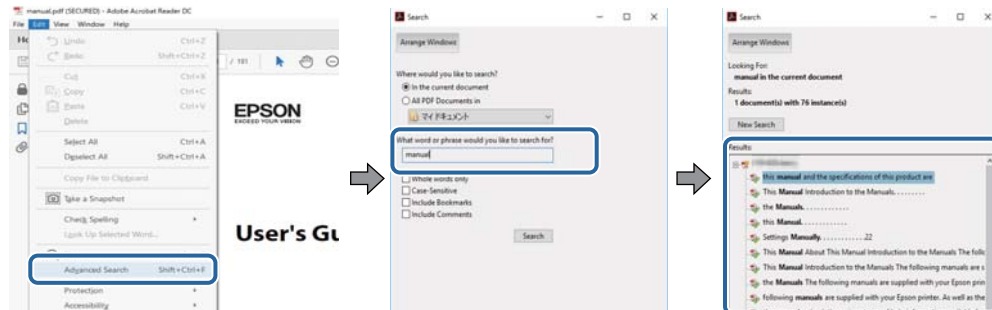 manual.pdf (SECURED) - Adobe Acrobat Reader DC
File Edit View Window Help
Undo Ctrl+Z
Redo Shift+Ctrl+Z
Cut Ctrl+X
Copy Ctrl+C
Paste Ctrl+V
Delete
Select All Ctrl+A
Deselect All Shift+Ctrl+A
Copy File to Clipboard
Take a Snapshot
Check Spelling
Look Up Selected Word...
Advanced Search Shift+Ctrl+F
Protection
Accessibility
/ 191
EPSON
EXCEED YOUR VISION
User's Gu
Search
Arrange Windows
Where would you like to search?
In the current document
All PDF Documents in
マイ ドキュメント
What word or phrase would you like to search for?
manual
Whole words only
Case-Sensitive
Include Bookmarks
Include Comments
Search
Search
Arrange Windows
Looking For:
manual in the current document
Results:
1 document(s) with 76 instance(s)
New Search
Results:
this manual and the specifications of this product are
This Manual Introduction to the Manuals. . . . . . . . .
the Manuals. . . . . . . . . . . . .
this Manual. . . . . . . . . . . . .
Settings Manually. . . . . . . . . . . . 22
This Manual About This Manual Introduction to the Manuals The follo
This Manual Introduction to the Manuals The following manuals are s
the Manuals The following manuals are supplied with your Epson prin
following manuals are supplied with your Epson printer. As well as the